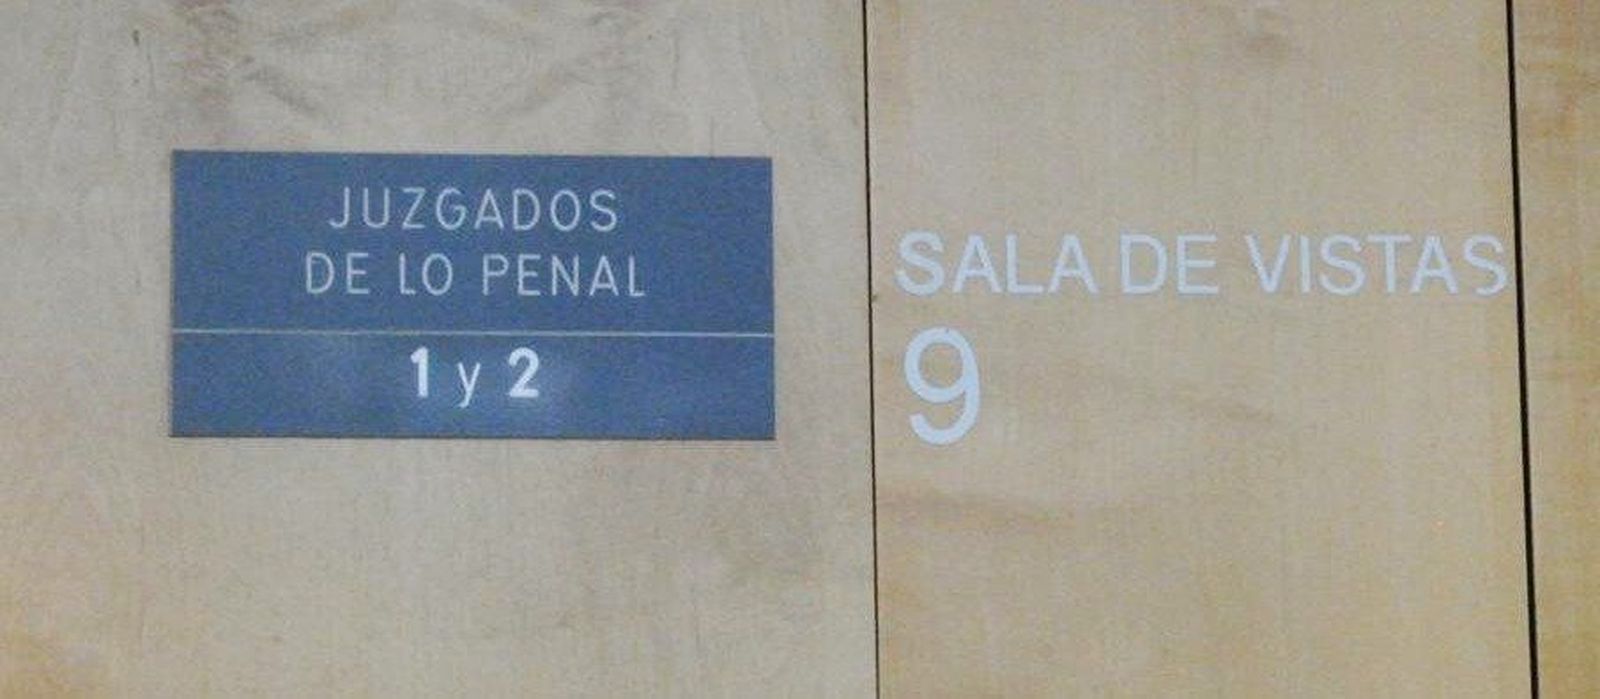 JUZGADOS
DE LO PENAL
1 y 2
SALA DE VISTAS
9